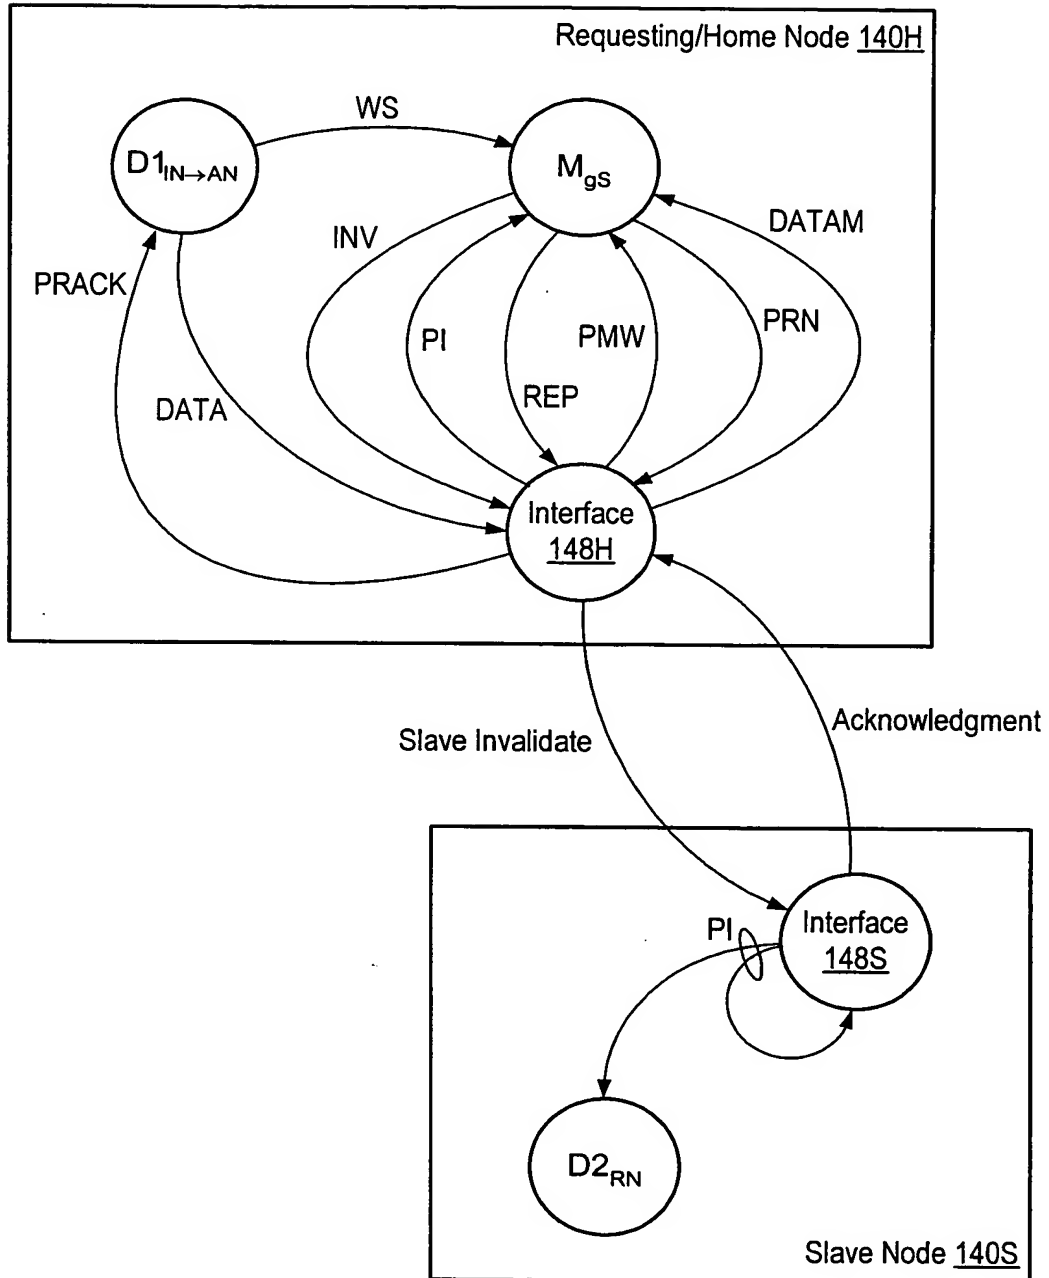 Requesting/Home Node 140H
WS
D1IN→AN
MgS
DATAM
INV
PRACK
PRN
PI
PMW
REP
DATA
Interface
148H
Acknowledgment
Slave Invalidate
PI
Interface
148S
D2RN
Slave Node 140S